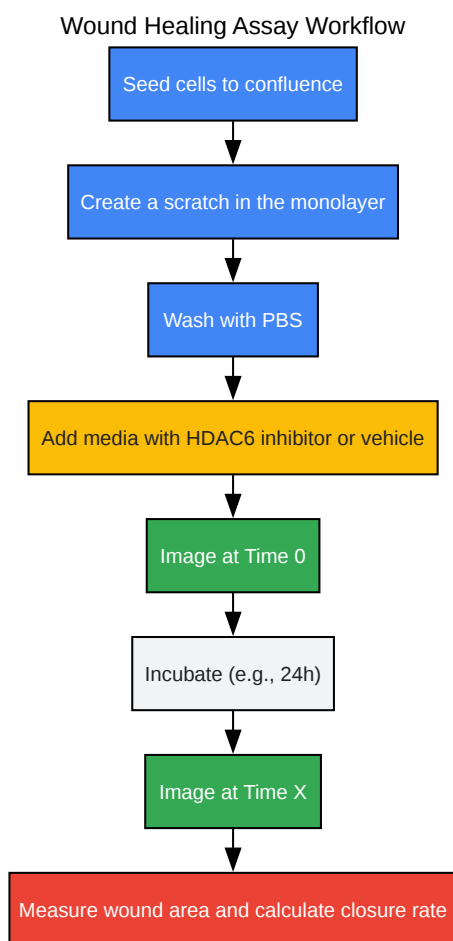 Wound Healing Assay Workflow
Seed cells to confluence
Create a scratch in the monolayer
Wash with PBS
Add media with HDAC6 inhibitor or vehicle
Image at Time 0
Incubate (e.g., 24h)
Image at Time X
Measure wound area and calculate closure rate